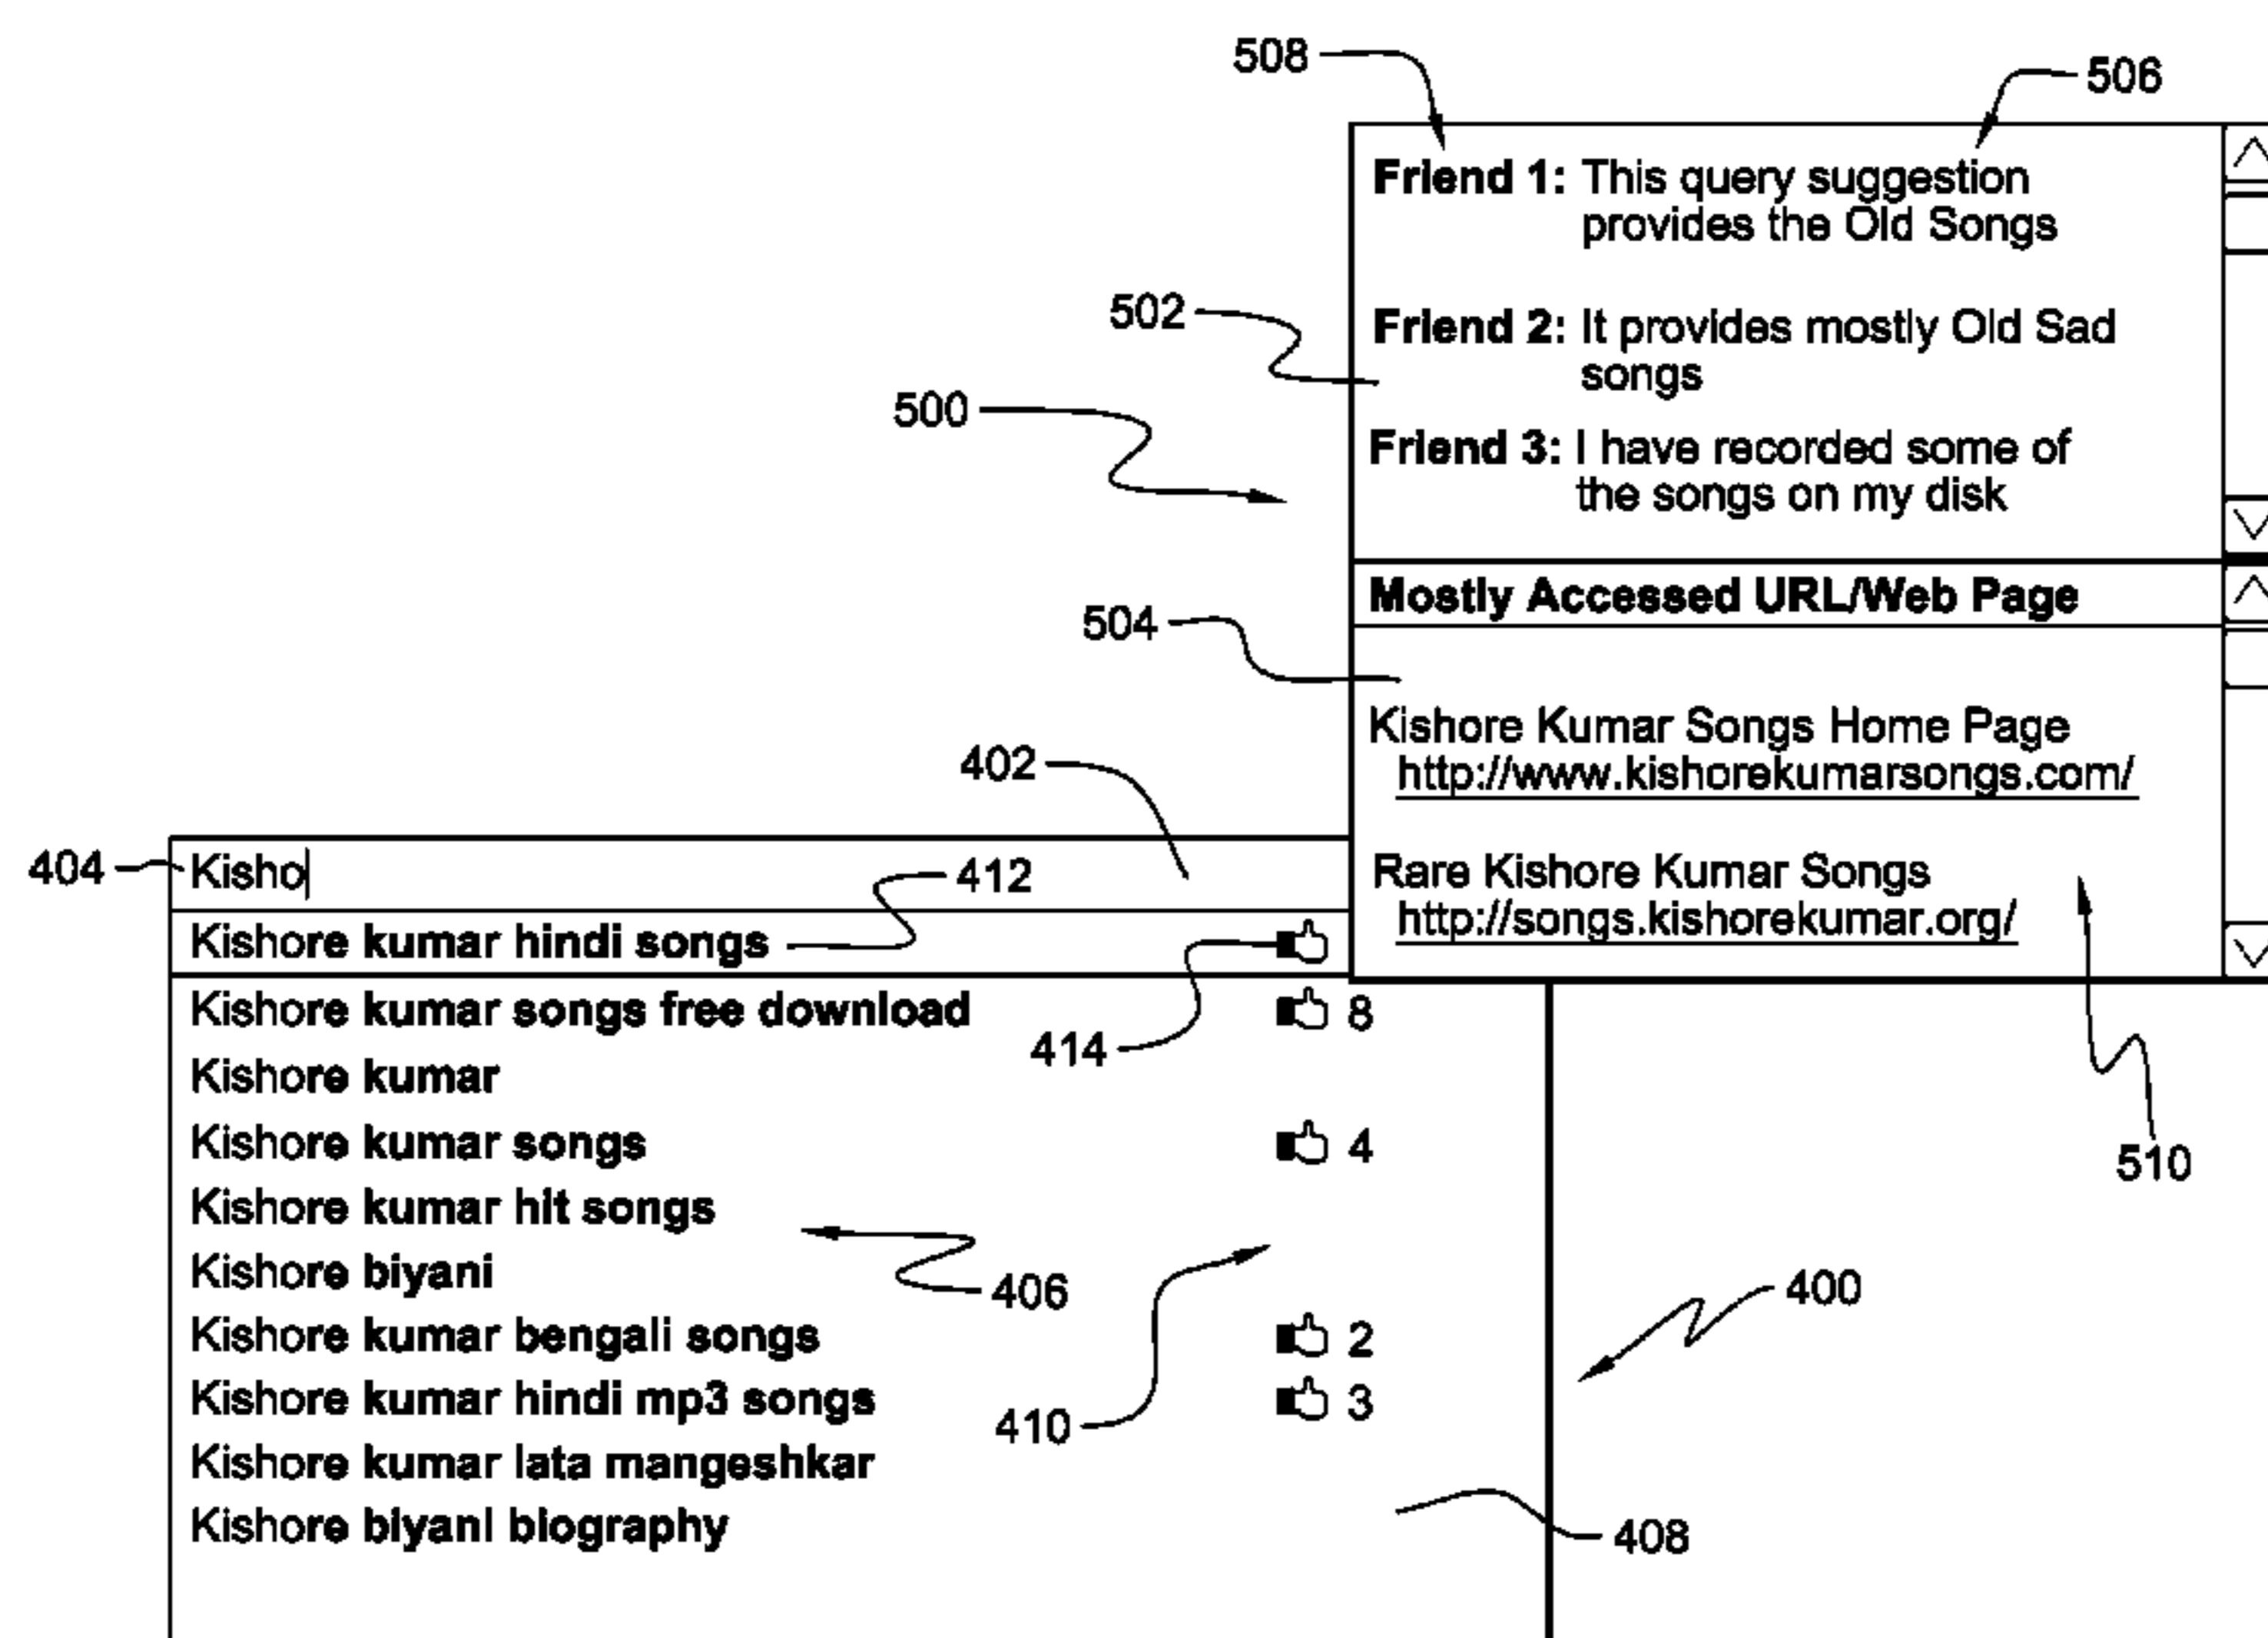 508
506
Friend 1: This query suggestion
provides the Old Songs
502
Friend 2: It provides mostly Old Sad
songs
500
Friend 3: I have recorded some of
the songs on my disk
Mostly Accessed URL/Web Page
504
Kishore Kumar Songs Home Page
http://www.kishorekumarsongs.com/
402
404
Kisho
412
Rare Kishore Kumar Songs
http://songs.kishorekumar.org/
Kishore kumar hindi songs
Kishore kumar songs free download 8
414
Kishore kumar
Kishore kumar songs 4
510
Kishore kumar hit songs
Kishore biyani
406
400
Kishore kumar bengali songs 2
Kishore kumar hindi mp3 songs 3
410
Kishore kumar lata mangeshkar
Kishore biyani biography
408